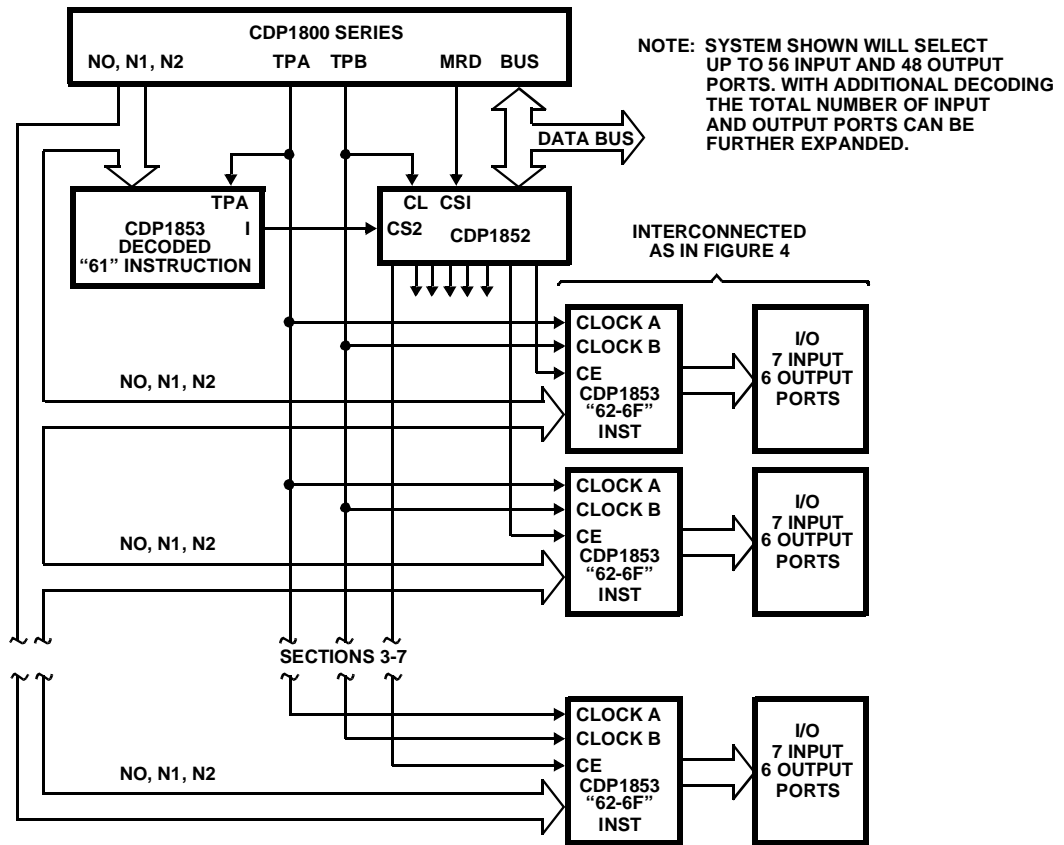 CDP1800 SERIES
NO, N1, N2 TPA TPB MRD BUS
NOTE: SYSTEM SHOWN WILL SELECT
UP TO 56 INPUT AND 48 OUTPUT
PORTS. WITH ADDITIONAL DECODING
THE TOTAL NUMBER OF INPUT
AND OUTPUT PORTS CAN BE
FURTHER EXPANDED.
DATA BUS
TPA
I
CDP1853
DECODED
“61” INSTRUCTION
CL CSI
CS2
CDP1852
INTERCONNECTED
AS IN FIGURE 4
CLOCK A
CLOCK B
CE
CDP1853
“62-6F”
INST
I/O
7 INPUT
6 OUTPUT
PORTS
NO, N1, N2
CLOCK A
CLOCK B
CE
CDP1853
“62-6F”
INST
I/O
7 INPUT
6 OUTPUT
PORTS
NO, N1, N2
SECTIONS 3-7
CLOCK A
CLOCK B
CE
CDP1853
“62-6F”
INST
I/O
7 INPUT
6 OUTPUT
PORTS
NO, N1, N2